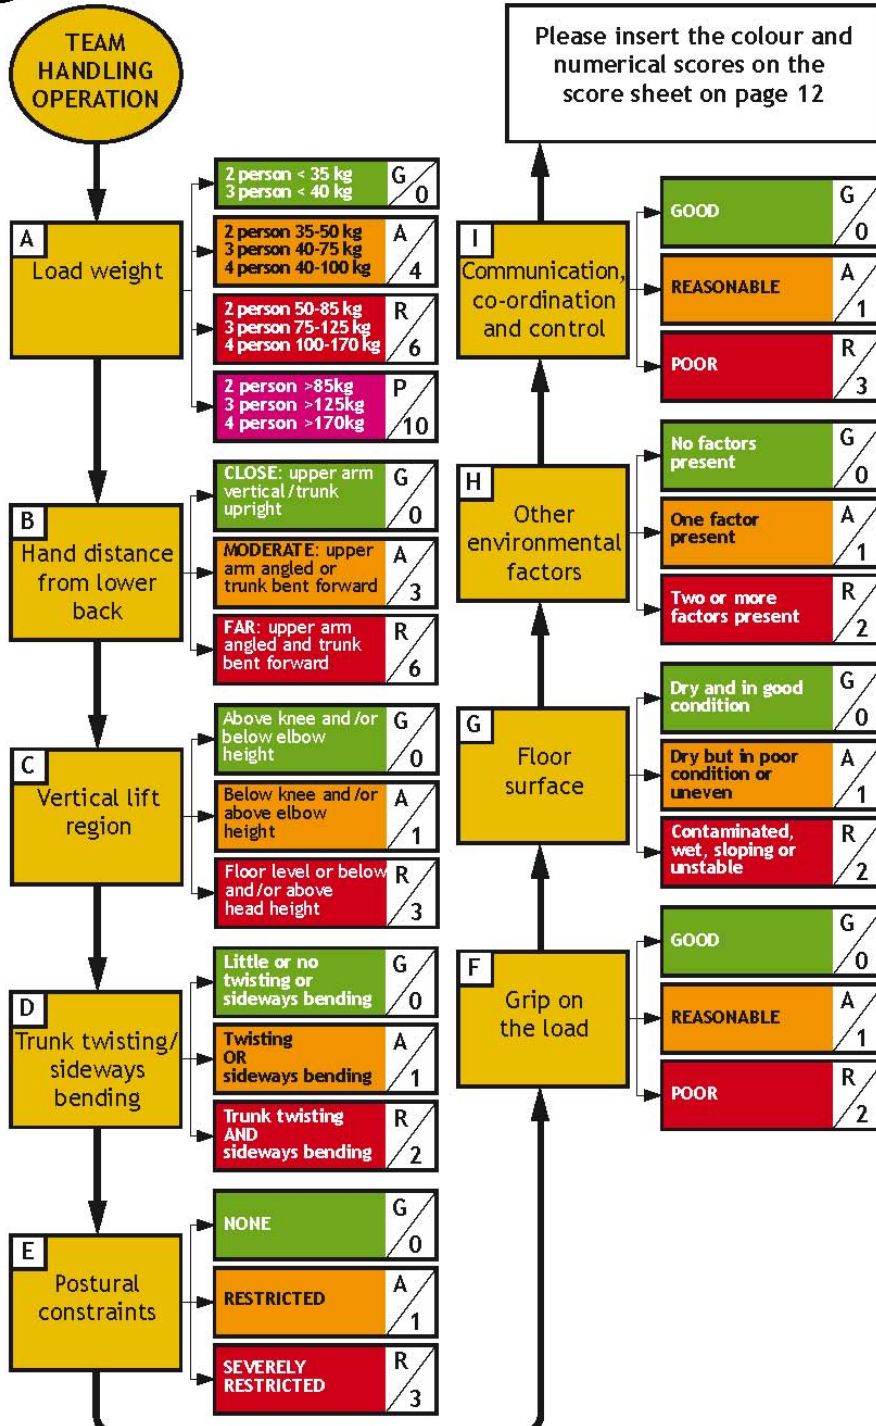 TEAM
HANDLING
OPERATION
A
Load weight
2 person < 35 kg
3 person < 40 kg
G
0
2 person 35-50 kg
3 person 40-75 kg
4 person 40-100 kg
A
4
2 person 50-85 kg
3 person 75-125 kg
4 person 100-170 kg
R
6
2 person >85kg
3 person >125kg
4 person >170kg
P
10
B
Hand distance
from lower
back
CLOSE: upper arm
vertical/trunk
upright
G
0
MODERATE: upper
arm angled or
trunk bent forward
A
3
FAR: upper arm
angled and trunk
bent forward
R
6
C
Vertical lift
region
Above knee and/or
below elbow
height
G
0
Below knee and/or
above elbow
height
A
1
Floor level or below
and/or above
head height
R
3
D
Trunk twisting/
sideways
bending
Little or no
twisting or
sideways bending
G
0
Twisting
OR
sideways bending
A
1
Trunk twisting
AND
sideways bending
R
2
E
Postural
constraints
NONE
G
0
RESTRICTED
A
1
SEVERELY
RESTRICTED
R
3
F
Grip on
the load
GOOD
G
0
REASONABLE
A
1
POOR
R
2
G
Floor
surface
Dry and in good
condition
G
0
Dry but in poor
condition or
uneven
A
1
Contaminated,
wet, sloping or
unstable
R
2
H
Other
environmental
factors
No factors
present
G
0
One factor
present
A
1
Two or more
factors present
R
2
I
Communication,
co-ordination
and control
GOOD
G
0
REASONABLE
A
1
POOR
R
3
Please insert the colour and
numerical scores on the
score sheet on page 12